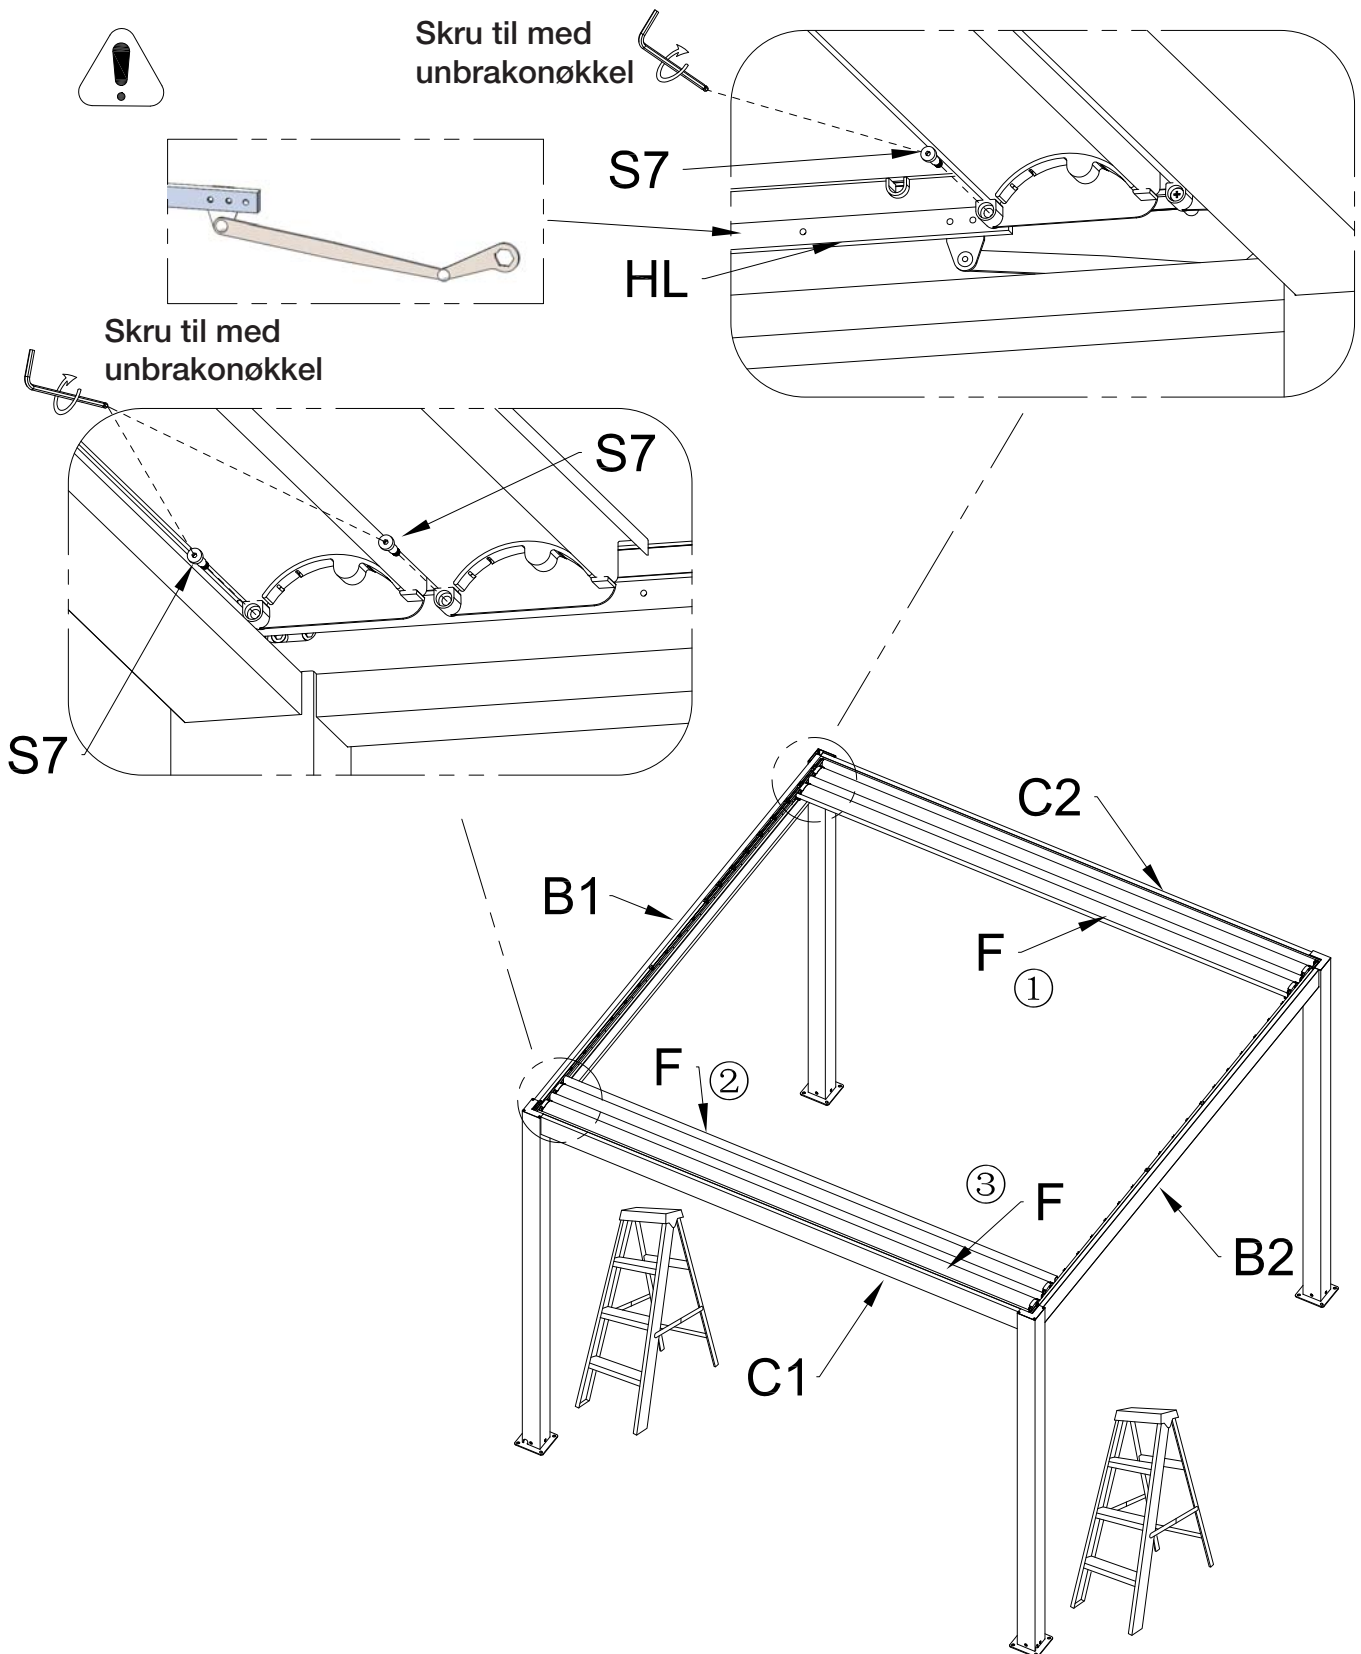 Skru til med
unbrakonøkkel
S7
HL
Skru til med
unbrakonøkkel
S7
S7
C2
B1
F
①
F ②
③ F
B2
C1